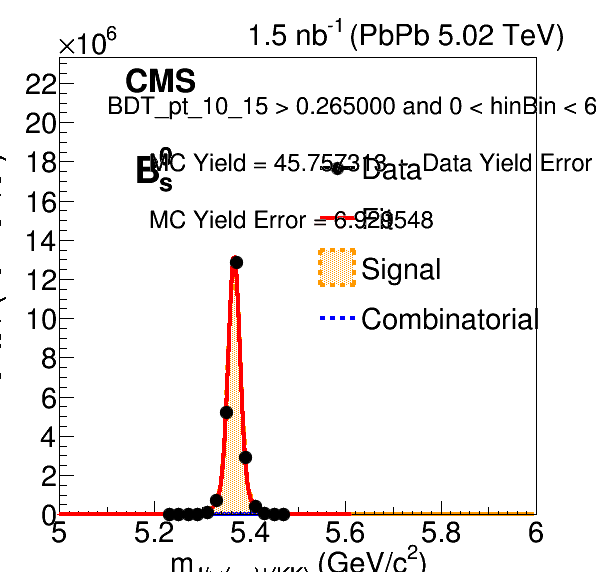 ×10⁶ 1.5 nb⁻¹ (PbPb 5.02 TeV)
CMS
BDT_pt_10_15 > 0.265000 and 0 < hinBin < 6
MC Yield = 45.757313 Data Yield Error
B⁰s
Data
MC Yield Error = 6.929548
Fit
Signal
Combinatorial
22
20
18
16
14
12
10
8
6
4
2
0
5 5.2 5.4 5.6 5.8 6
(GeV/c²)